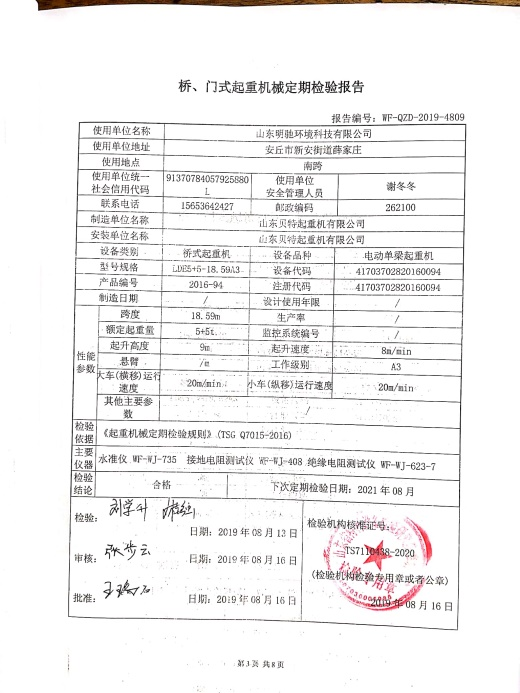 桥、门式起重机械定期检验报告
报告编号：WF-QZD-2019-4809
使用单位名称 山东明驰环境科技有限公司
使用单位地址 安丘市新安街道薛家庄
使用地点 南跨
使用单位统一社会信用代码 91370784057925880L 使用单位安全管理人员 谢冬冬
联系电话 15653642427 邮政编码 262100
制造单位名称 山东贝特起重机有限公司
安装单位名称 山东贝特起重机有限公司
设备类别 桥式起重机 设备品种 电动单梁起重机
型号规格 LDE5+5-18.59A3 设备代码 41703702820160094
产品编号 2016-94 注册代码 41703702820160094
制造日期 / 设计使用年限 /
性能参数
跨度 18.59m 生产率 /
额定起重量 5+5t 监控系统编号 /
起升高度 9m 起升速度 8m/min
悬臂 /m 工作级别 A3
大车(横移)运行速度 20m/min 小车(纵移)运行速度 20m/min
其他主要参数 /
检验依据 《起重机械定期检验规则》(TSG Q7015-2016)
主要仪器 水准仪 WF-WJ-735 接地电阻测试仪 WF-WJ-408 绝缘电阻测试仪 WF-WJ-623-7
检验结论 合格 下次定期检验日期：2021 年 08 月
检验： 刘学升
日期：2019 年 08 月 13 日
检验机构核准证号：
TS7110438-2020
审核： 张步云
日期：2019 年 08 月 16 日
(检验机构检验专用章或者公章)
检验专用章
2019 年 08 月 16 日
批准：
日期：2019 年 08 月 16 日
第 3 页 共 8 页